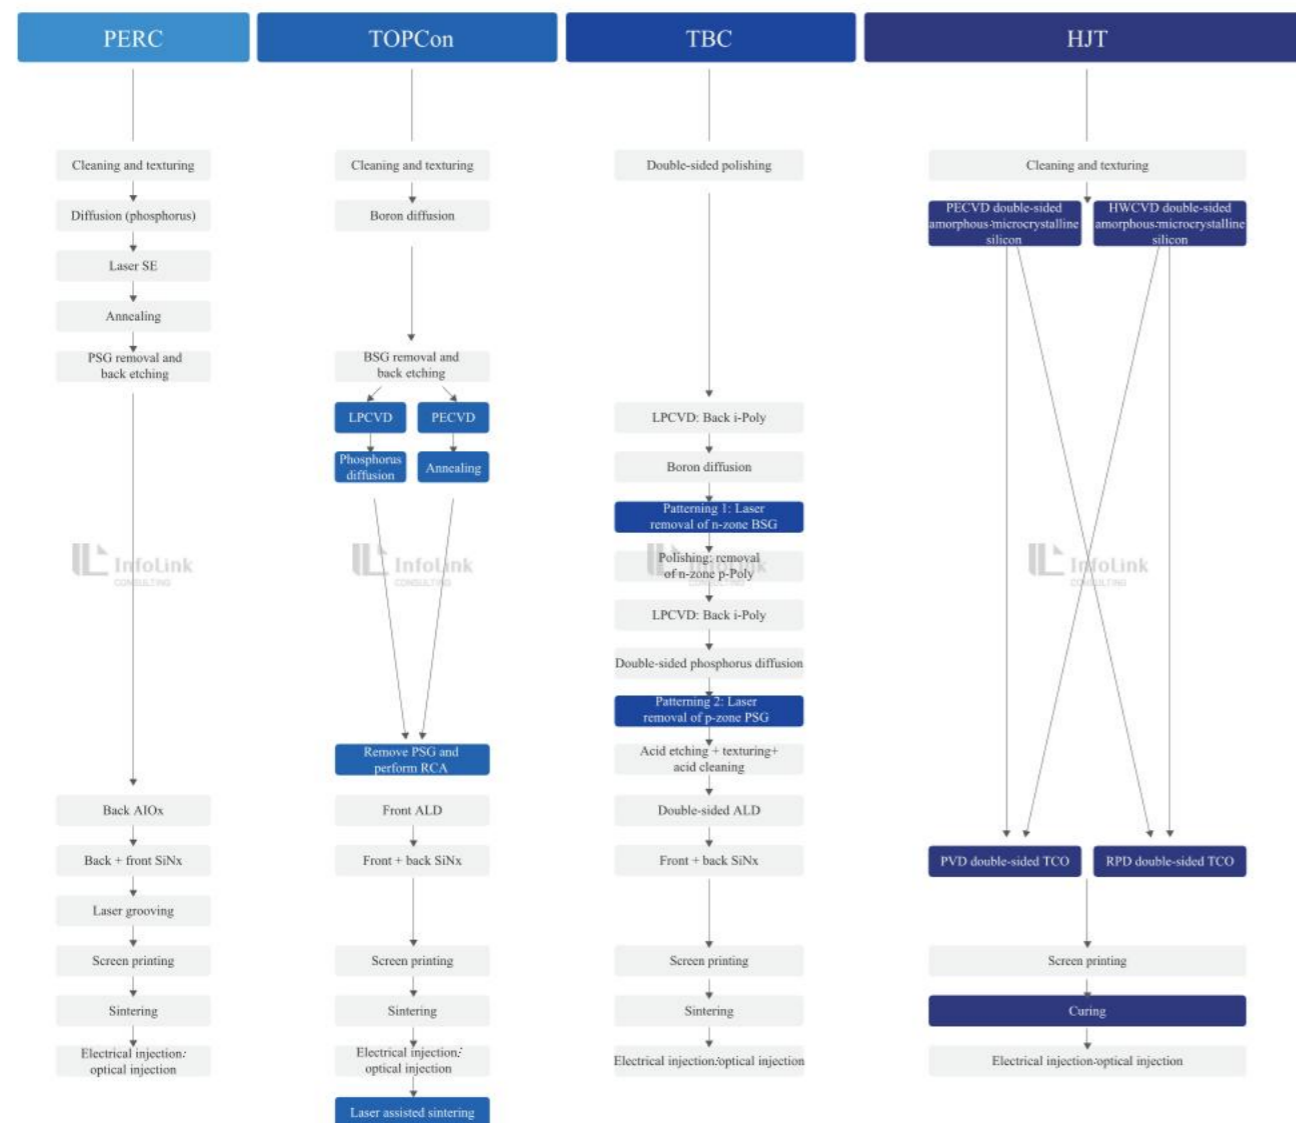 PERC
TOPCon
TBC
HJT
Cleaning and texturing
Diffusion (phosphorus)
Laser SE
Annealing
PSG removal and
back etching
InfoLink
CONSULTING
Back AIOx
Back + front SiNx
Laser grooving
Screen printing
Sintering
Electrical injection/
optical injection
Cleaning and texturing
Boron diffusion
BSG removal and
back etching
LPCVD
PECVD
Phosphorus
diffusion
Annealing
InfoLink
CONSULTING
Remove PSG and
perform RCA
Front ALD
Front + back SiNx
Screen printing
Sintering
Electrical injection/
optical injection
Laser assisted sintering
Double-sided polishing
LPCVD: Back i-Poly
Boron diffusion
Patterning 1: Laser
removal of n-zone BSG
Polishing: removal
of n-zone p-Poly
LPCVD: Back i-Poly
Double-sided phosphorus diffusion
Patterning 2: Laser
removal of p-zone PSG
Acid etching + texturing+
acid cleaning
Double-sided ALD
Front + back SiNx
Screen printing
Sintering
Electrical injection/optical injection
Cleaning and texturing
PECVD double-sided
amorphous/microcrystalline
silicon
HWCVD double-sided
amorphous/microcrystalline
silicon
InfoLink
CONSULTING
PVD double-sided TCO
RPD double-sided TCO
Screen printing
Curing
Electrical injection/optical injection